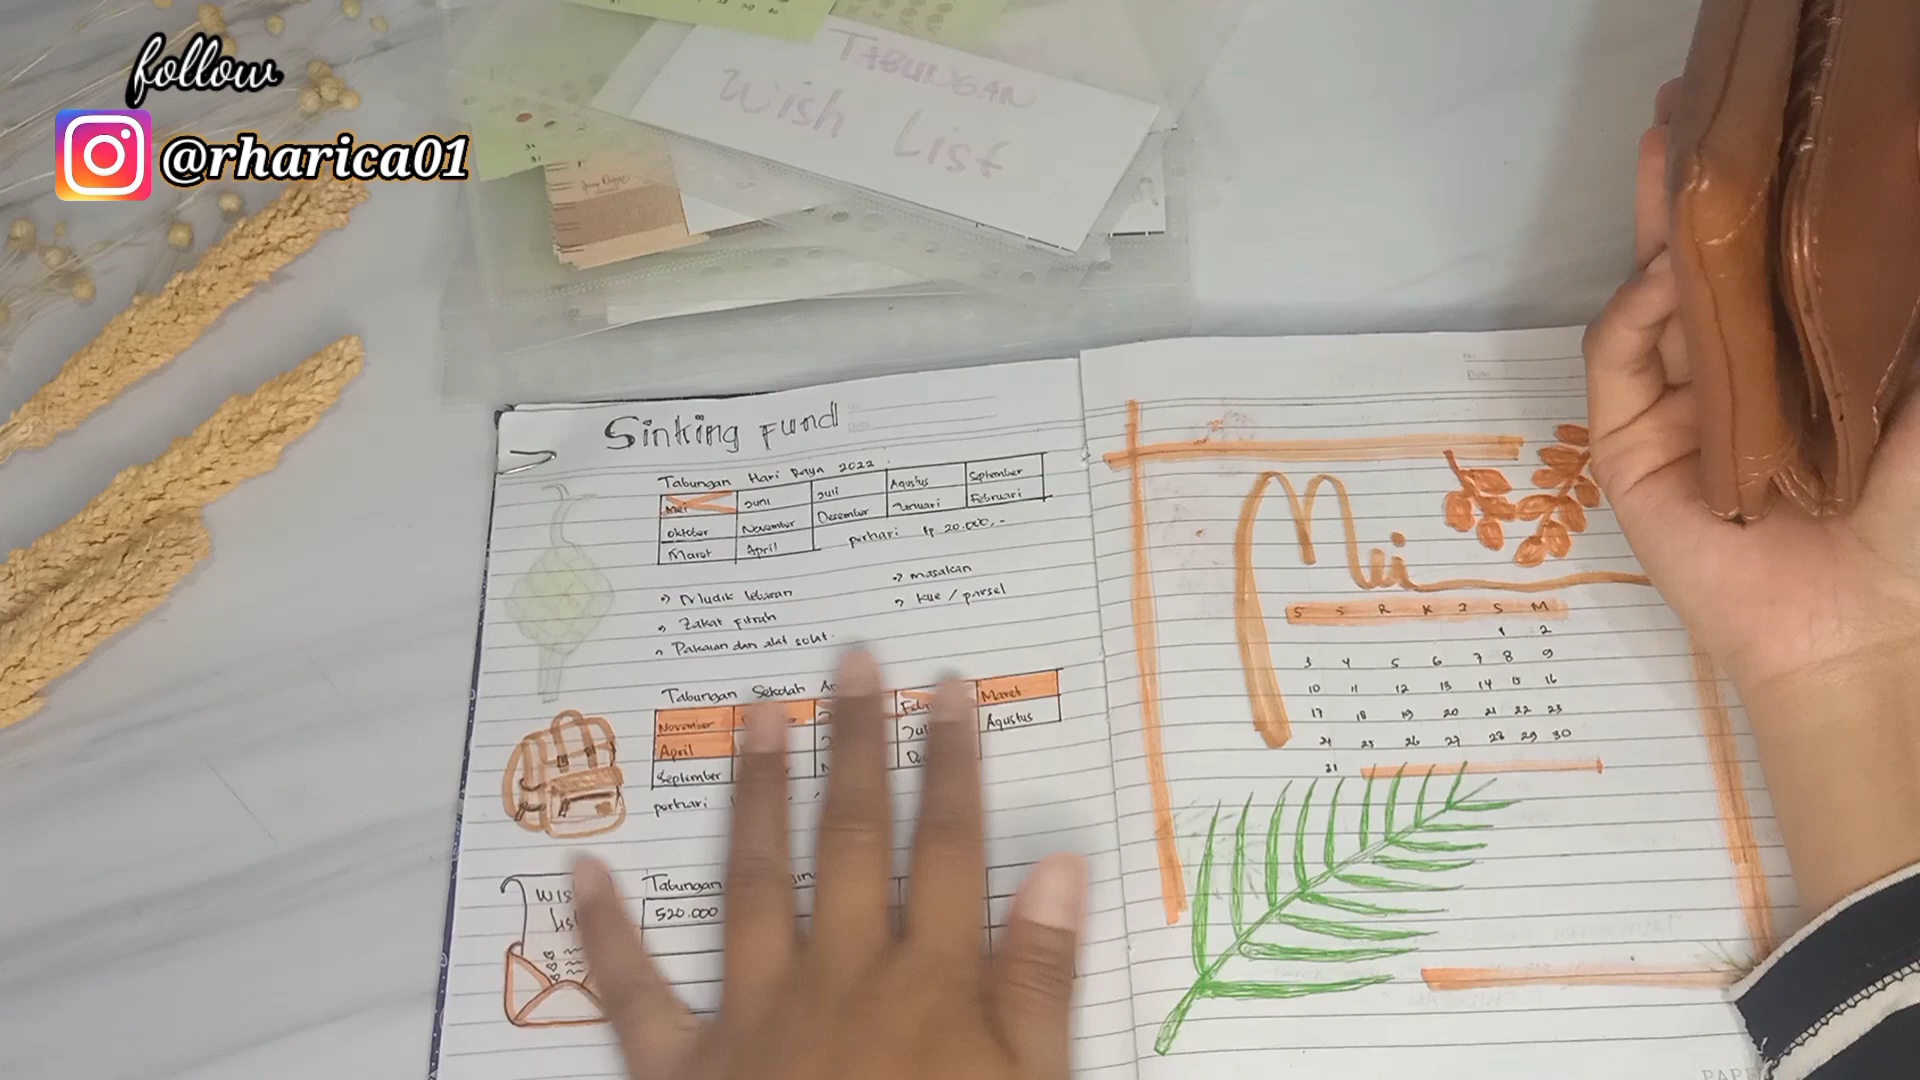 follow
@rharica01
TABUNGAN
Wish List
Sinking Fund
Tabungan Hari Raya 2022
Mei Juni Juli Agustus September
Oktober November Desember Januari Februari
Maret April perhari Rp 20.000,-
Mudik lebaran
Zakat Fitrah
Pakaian dan alat solat
masakan
kue / parsel
Tabungan Sekolah
November Maret
April Agustus
September
perhari
Tabungan
520.000
Mei
S S R K J S M
1 2
3 4 5 6 7 8 9
10 11 12 13 14 15 16
17 18 19 20 21 22 23
24 25 26 27 28 29 30
31